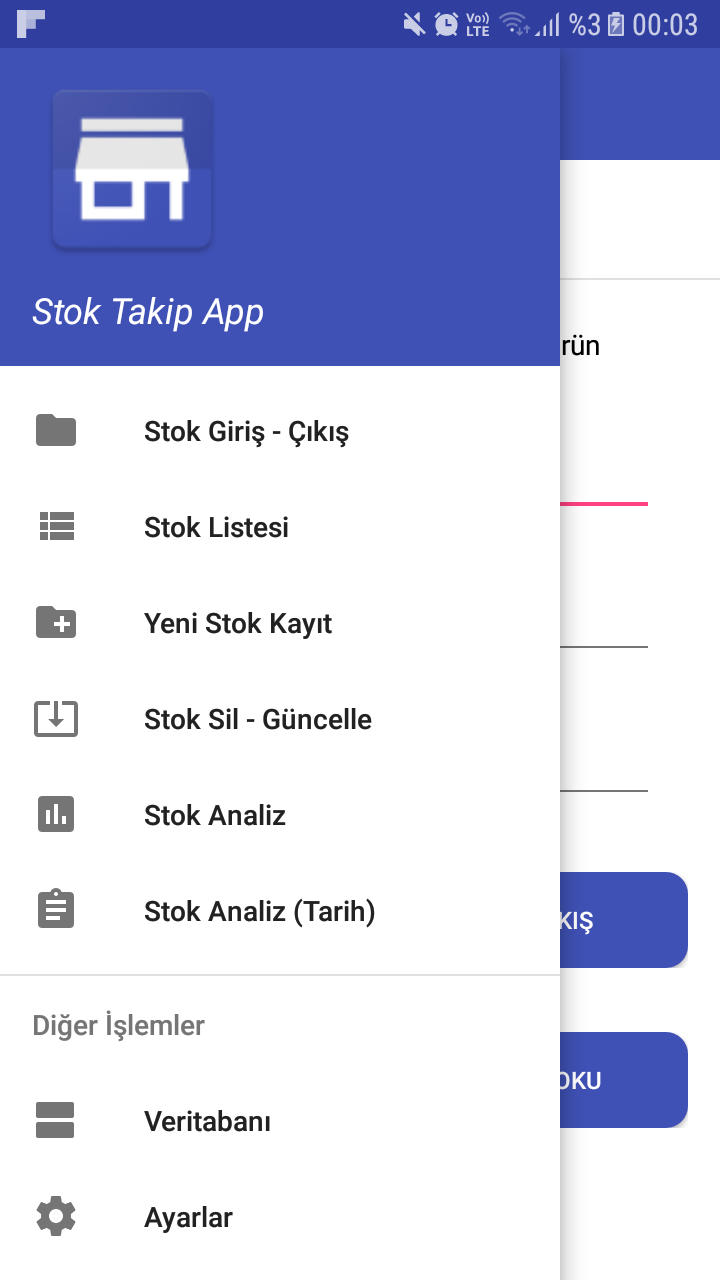 Vo)) LTE %3 00:03
Stok Takip App
rün
Stok Giriş - Çıkış
Stok Listesi
Yeni Stok Kayıt
Stok Sil - Güncelle
Stok Analiz
Stok Analiz (Tarih)
KIŞ
Diğer İşlemler
OKU
Veritabanı
Ayarlar